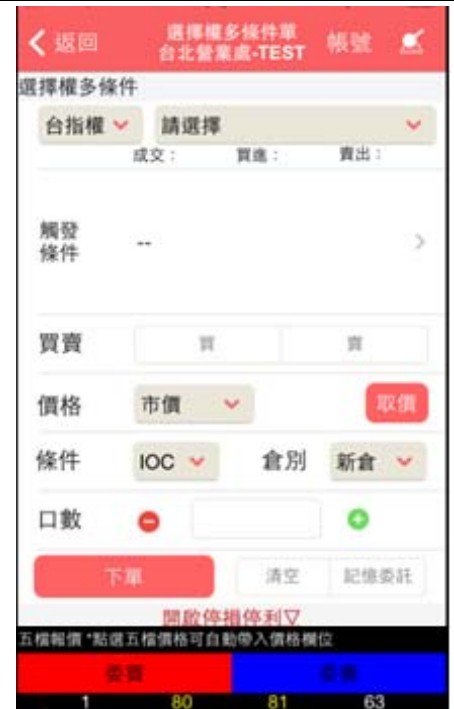 返回
選擇權多條件單
台北營業處-TEST
帳號
選擇權多條件
台指權 請選擇
成交： 買進： 賣出：
觸發
條件
--
買賣 買 賣
價格 市價 取價
條件 IOC 倉別 新倉
口數
下單 清空 記憶委託
開啟停損停利▽
五檔報價 *點選五檔價格可自動帶入價格欄位
委買 委賣
1 80 81 63